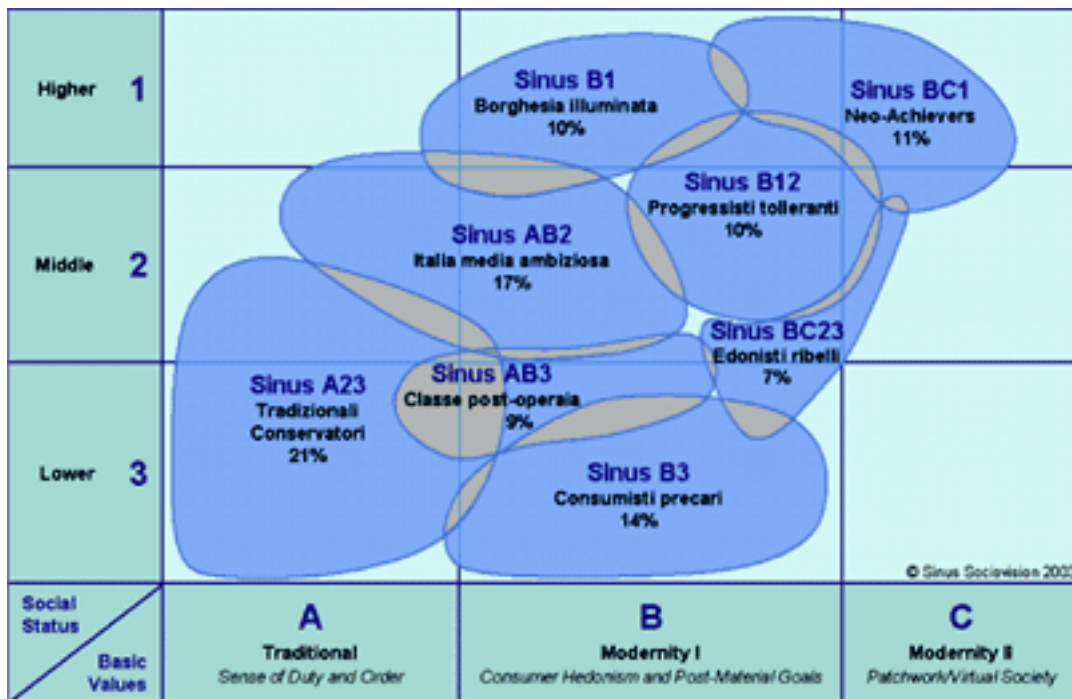 Higher 1
Sinus B1
Borghesia illuminata
10%
Sinus BC1
Neo-Achievers
11%
Sinus B12
Progressisti tolleranti
10%
Middle 2
Sinus AB2
Italia media ambiziosa
17%
Sinus BC23
Edonisti ribelli
7%
Sinus AB3
Classe post-operaia
9%
Sinus A23
Tradizionali
Conservatori
21%
Lower 3
Sinus B3
Consumisti precari
14%
© Sinus Sociovision
Social
Status
Basic
Values
A
Traditional
Sense of Duty and Order
B
Modernity I
Consumer Hedonism and Post-Material Goals
C
Modernity II
Patchwork/Virtual Society